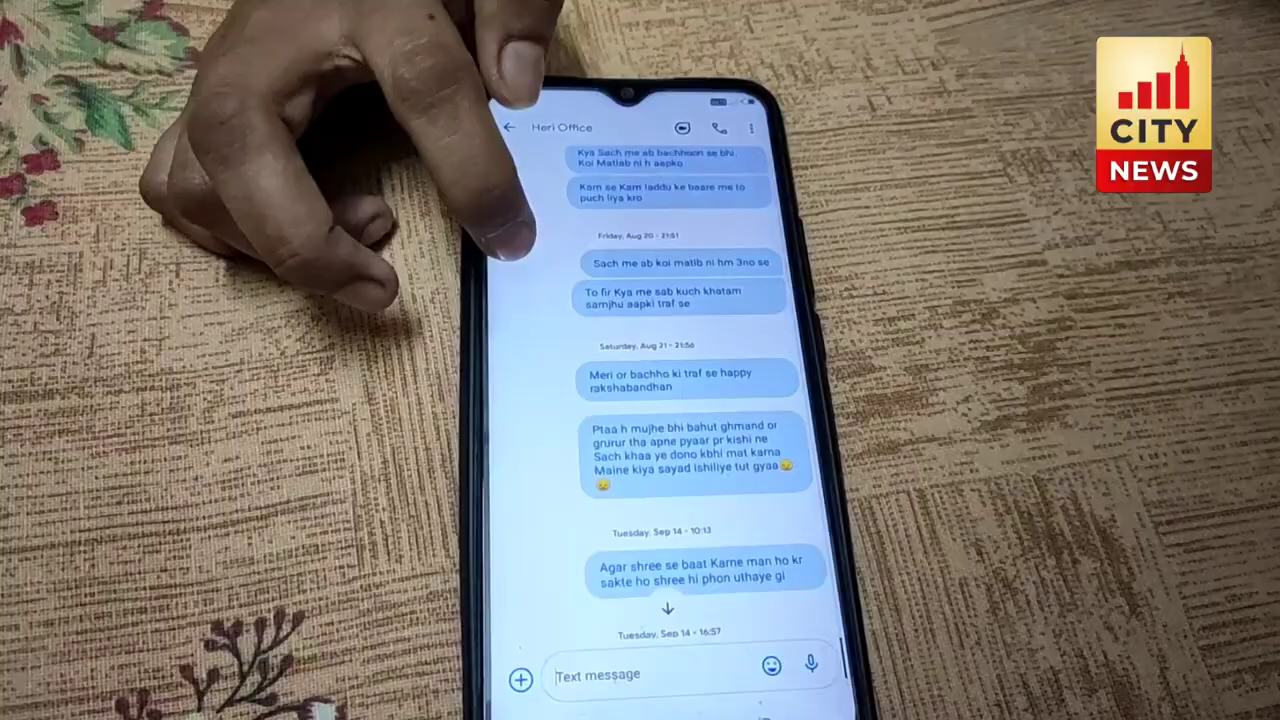 CITY
NEWS
Heri Office
Kya Sach me ab bachhoon se bhi
Koi Matlab ni h aapko
Kam se Kam laddu ke baare me to
puch liya kro
Friday, Aug 20 - 21:51
Sach me ab koi matlb ni hm 3no se
To fir Kya me sab kuch khatam
samjhu aapki traf se
Saturday, Aug 21 - 21:56
Meri or bachho ki traf se happy
rakshabandhan
Ptaa h mujhe bhi bahut ghmand or
grurur tha apne pyaar pr kishi ne
Sach khaa ye dono kbhi mat karna
Maine kiya sayad ishiliye tut gyaa😞
😞
Tuesday, Sep 14 - 10:13
Agar shree se baat Karne man ho kr
sakte ho shree hi phon uthaye gi
Tuesday, Sep 14 - 16:57
Text message